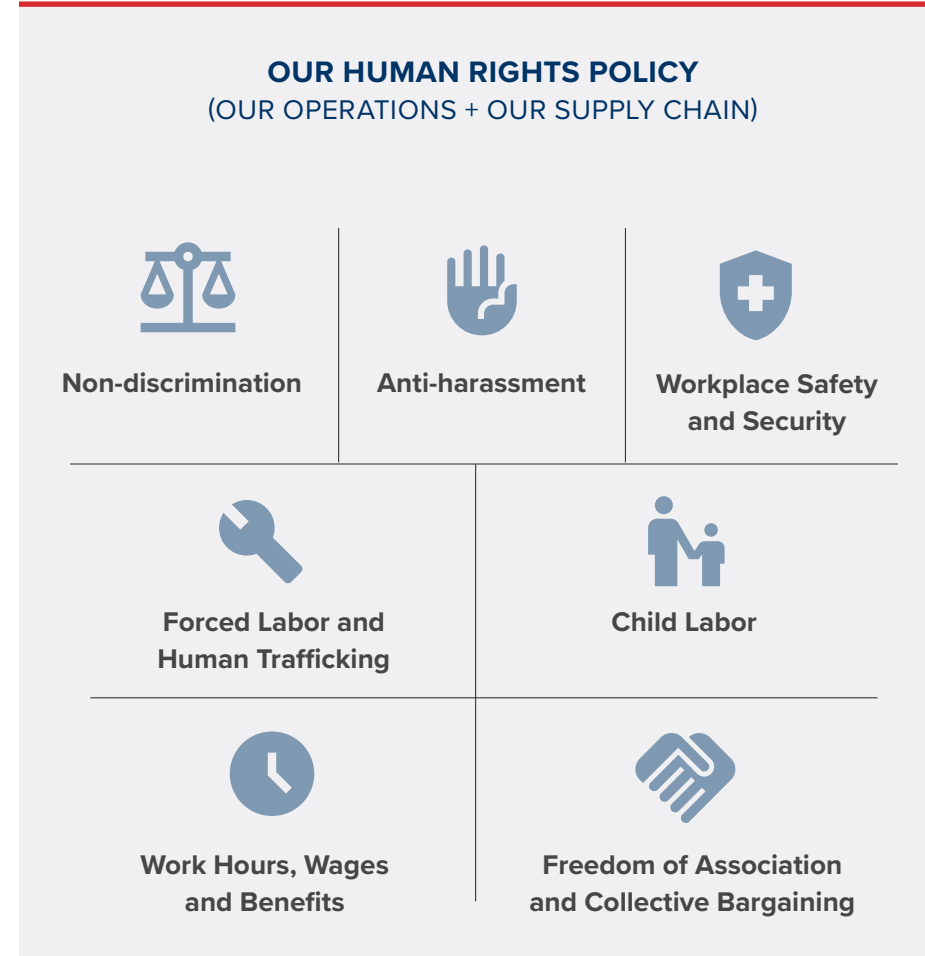 OUR HUMAN RIGHTS POLICY
(OUR OPERATIONS + OUR SUPPLY CHAIN)
Non-discrimination
Anti-harassment
Workplace Safety
and Security
Forced Labor and
Human Trafficking
Child Labor
Work Hours, Wages
and Benefits
Freedom of Association
and Collective Bargaining